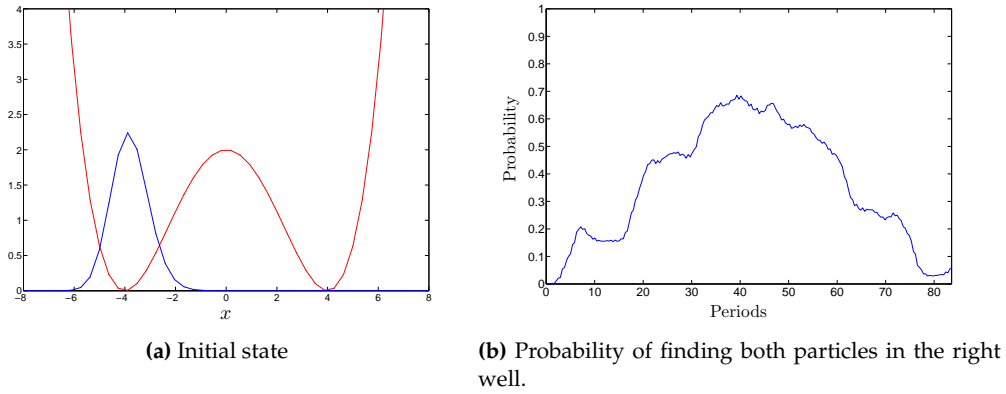 4
3.5
3
2.5
2
1.5
1
0.5
0
−8 −6 −4 −2 0 2 4 6 8
x
(a) Initial state
1
0.9
0.8
0.7
0.6
0.5
0.4
0.3
0.2
0.1
0
Probability
0 10 20 30 40 50 60 70 80
Periods
(b) Probability of finding both particles in the right
well.